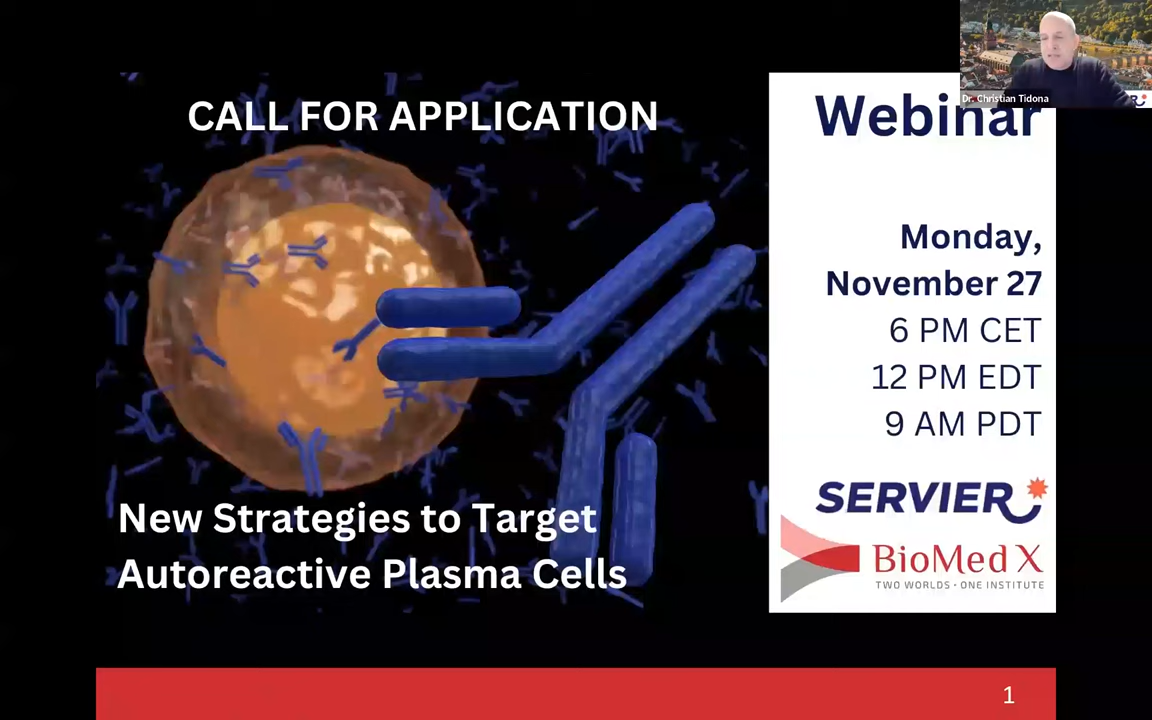 CALL FOR APPLICATION
New Strategies to Target
Autoreactive Plasma Cells
Webinar
Monday,
November 27
6 PM CET
12 PM EDT
9 AM PDT
SERVIER
BioMed X
TWO WORLDS · ONE INSTITUTE
Dr. Christian Tidona
1